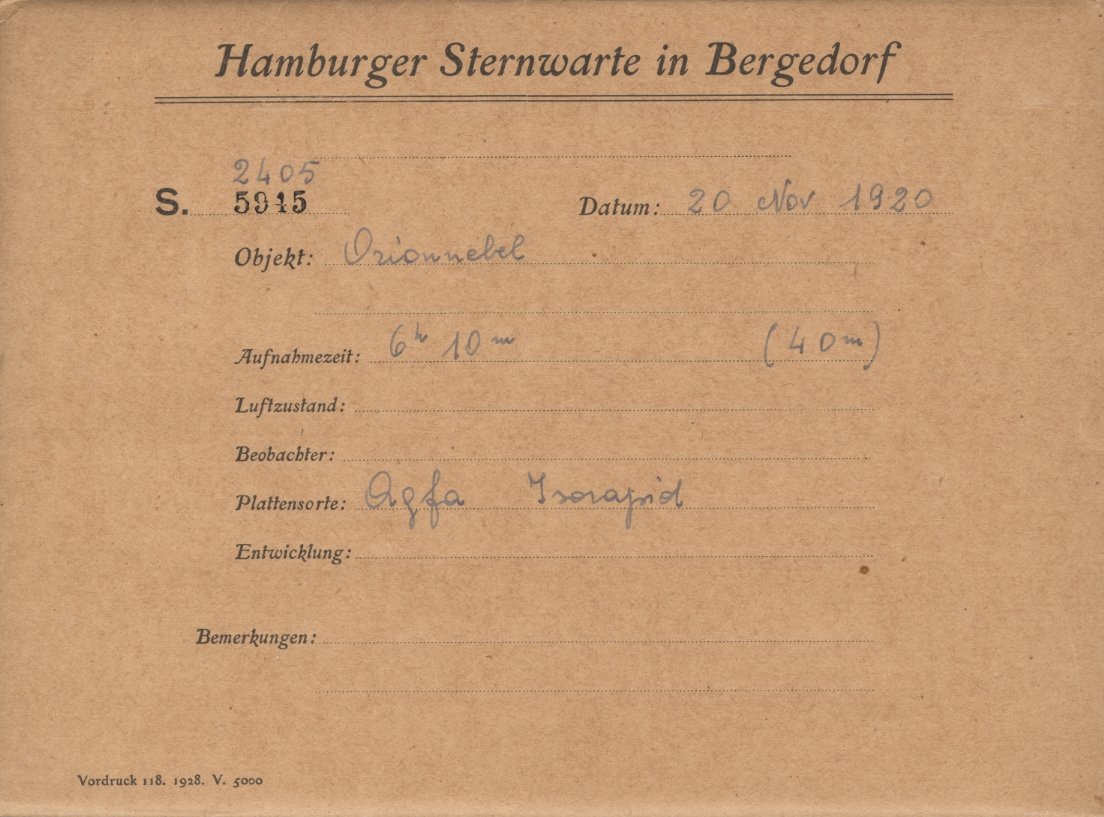 Hamburger Sternwarte in Bergedorf
2405
S. 5945 Datum: 20 Nov 1920
Objekt: Orionnebel
Aufnahmezeit: 6h 10m (40m)
Luftzustand:
Beobachter:
Plattensorte: Agfa Isorapid
Entwicklung:
Bemerkungen:
Vordruck 118. 1928. V. 5000